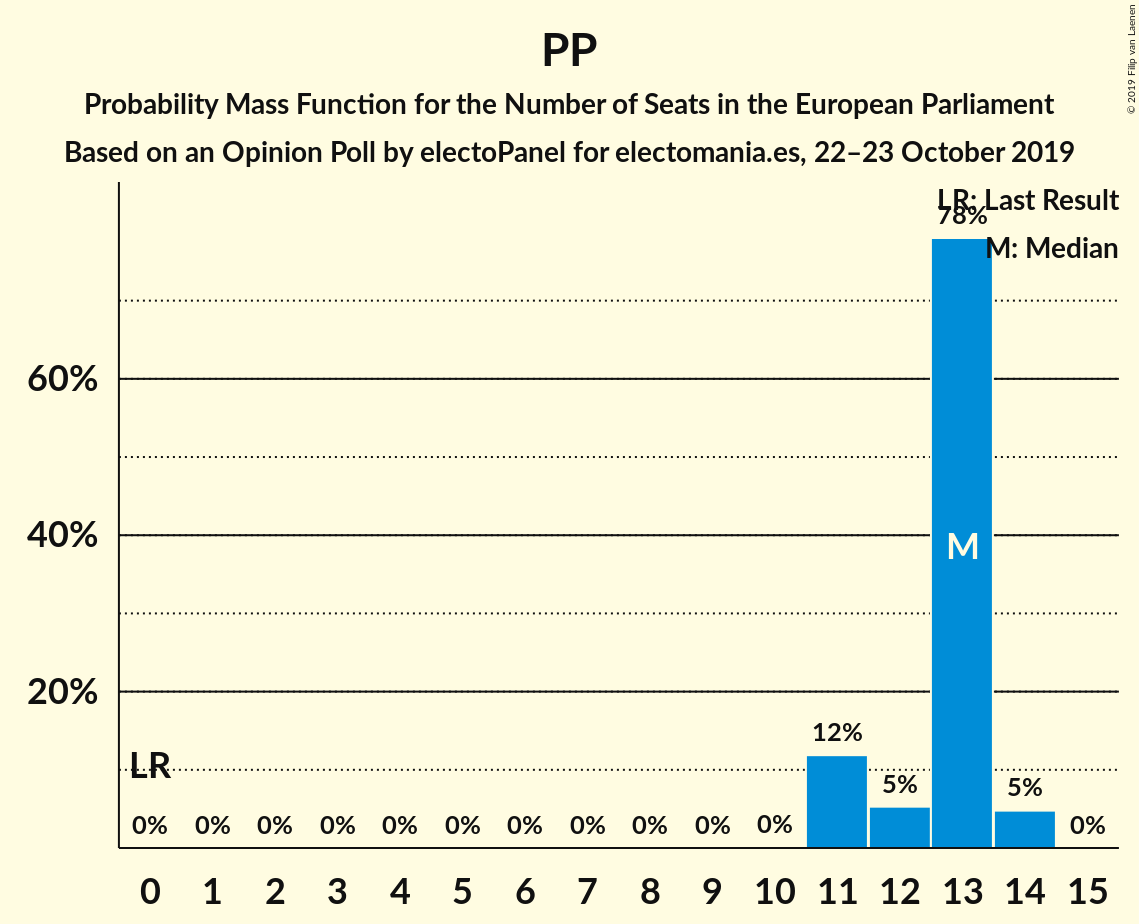 PP
Probability Mass Function for the Number of Seats in the European Parliament
Based on an Opinion Poll by electoPanel for electomania.es, 22–23 October 2019
© 2019 Filip van Laenen
LR: Last Result
78%
M: Median
60%
40%
M
20%
12%
LR
5%
5%
0% 0% 0% 0% 0% 0% 0% 0% 0% 0% 0% 0%
0 1 2 3 4 5 6 7 8 9 10 11 12 13 14 15